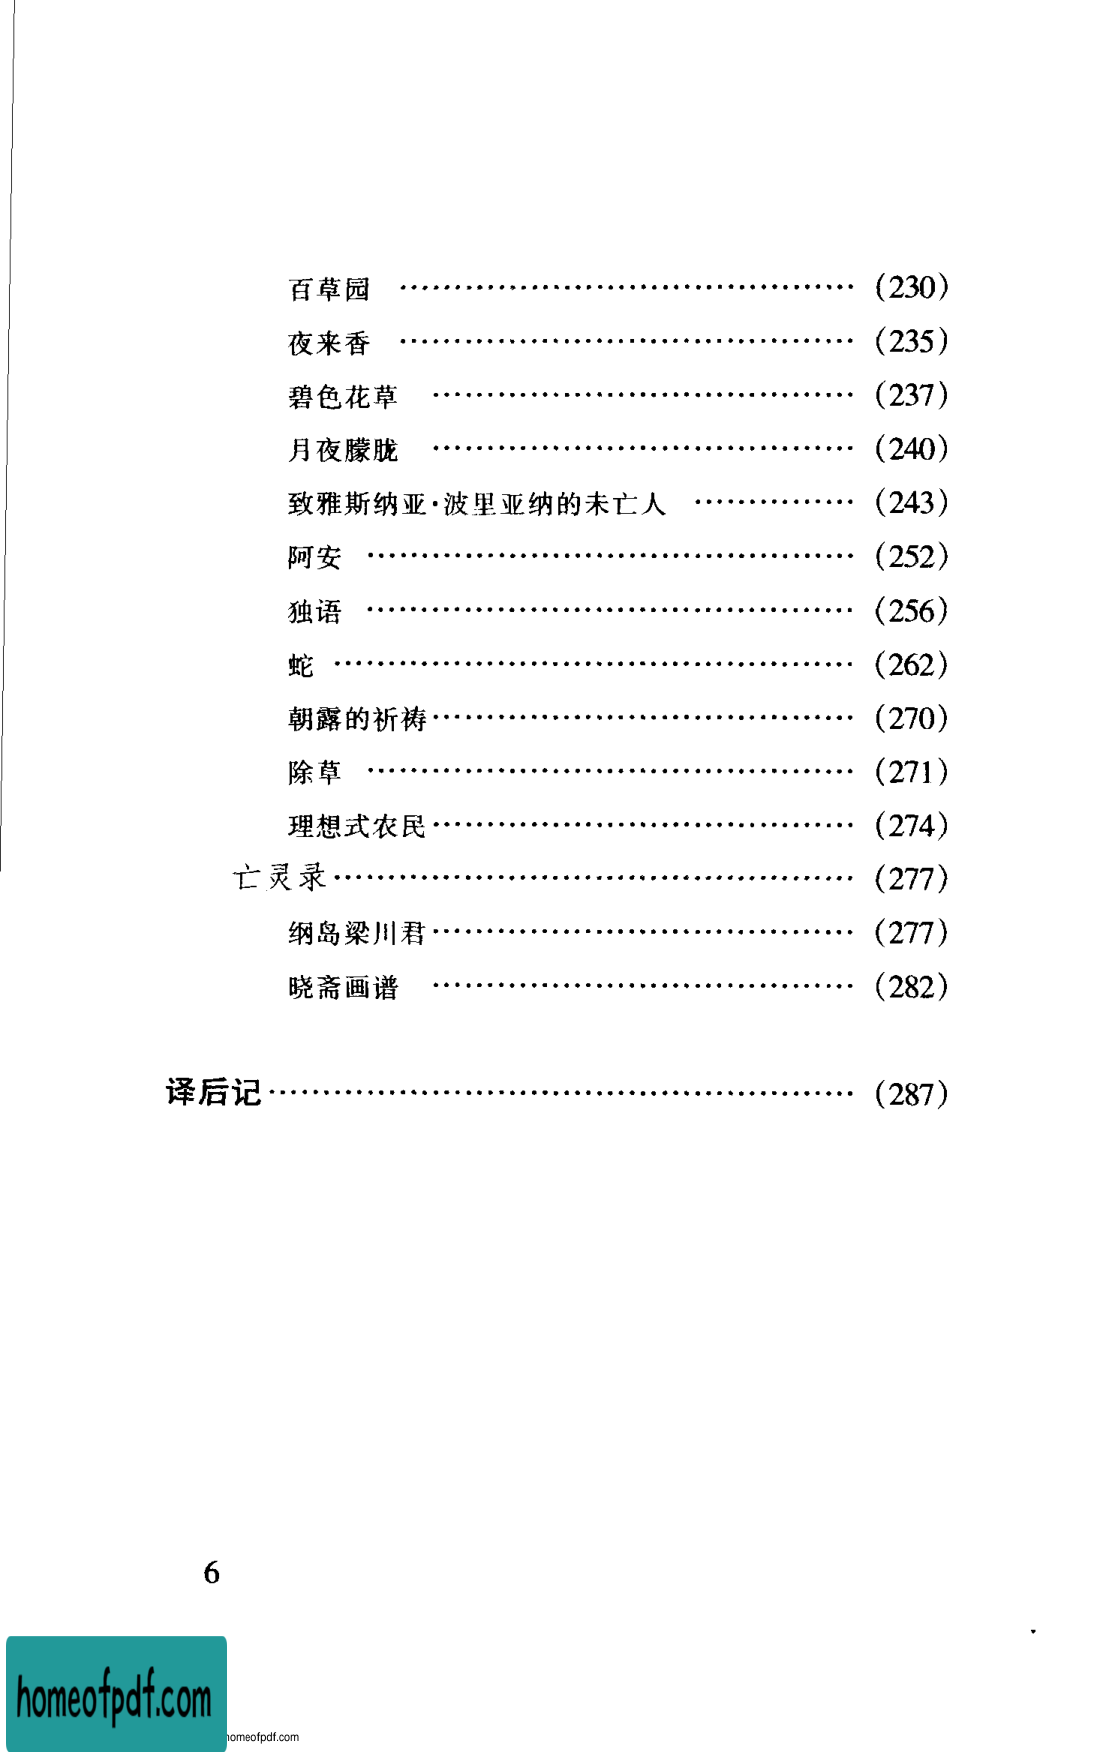 百草园 …………………………………… (230)
夜来香 …………………………………… (235)
碧色花草 ………………………………… (237)
月夜朦胧 ………………………………… (240)
致雅斯纳亚·波里亚纳的未亡人 …………… (243)
阿安 ……………………………………… (252)
独语 ……………………………………… (256)
蛇 ………………………………………… (262)
朝露的祈祷………………………………… (270)
除草 ……………………………………… (271)
理想式农民………………………………… (274)
亡灵录………………………………………… (277)
纲岛梁川君………………………………… (277)
晓斋画谱 ………………………………… (282)
译后记……………………………………………… (287)
6
homeofpdf.com
homeofpdf.com